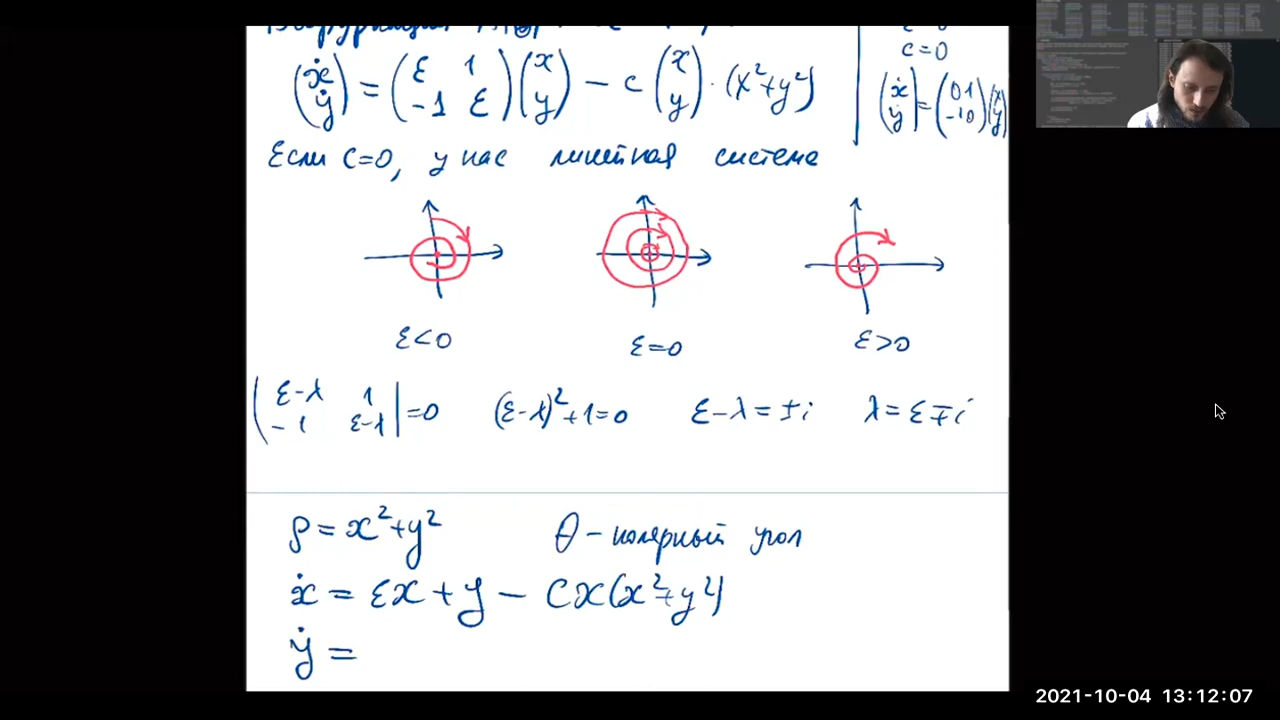 Бифуркация
(ẋ ẏ) = (ε 1 -1 ε)(x y) - c (x y) · (x²+y²)
c=0
(ẋ ẏ) = (0 1 -1 0)(x y)
Если c=0, у нас линейная система
ε<0
ε=0
ε>0
|ε-λ 1 -1 ε-λ| =0 (ε-λ)²+1=0 ε-λ = ±i λ= ε∓i
ρ = x²+y² θ - полярный угол
ẋ = εx + y - cx(x²+y²)
ẏ =
2021-10-04 13:12:07